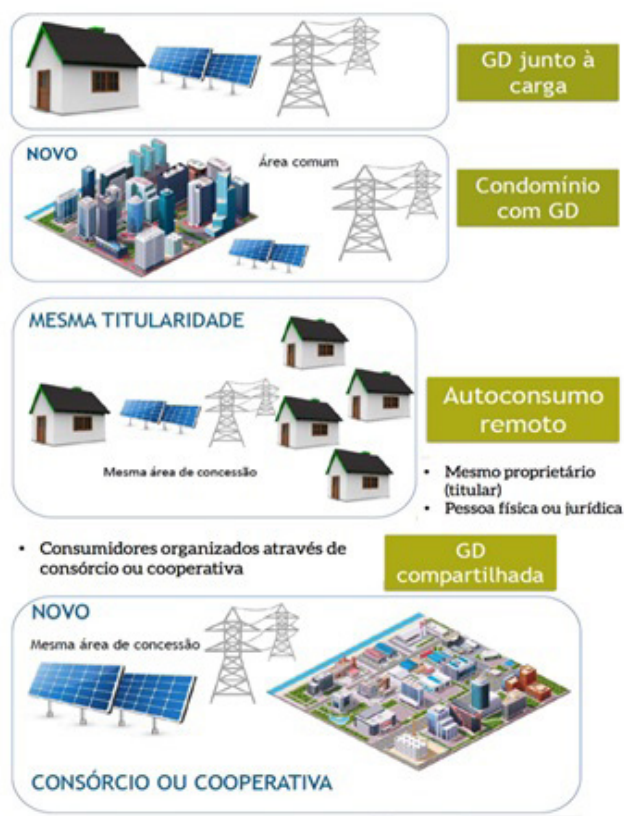 GD junto à
carga
NOVO
Área comum
Condomínio
com GD
MESMA TITULARIDADE
Mesma área de concessão
Autoconsumo
remoto
• Mesmo proprietário
(titular)
• Pessoa física ou jurídica
• Consumidores organizados através de
consórcio ou cooperativa
GD
compartilhada
NOVO
Mesma área de concessão
CONSÓRCIO OU COOPERATIVA